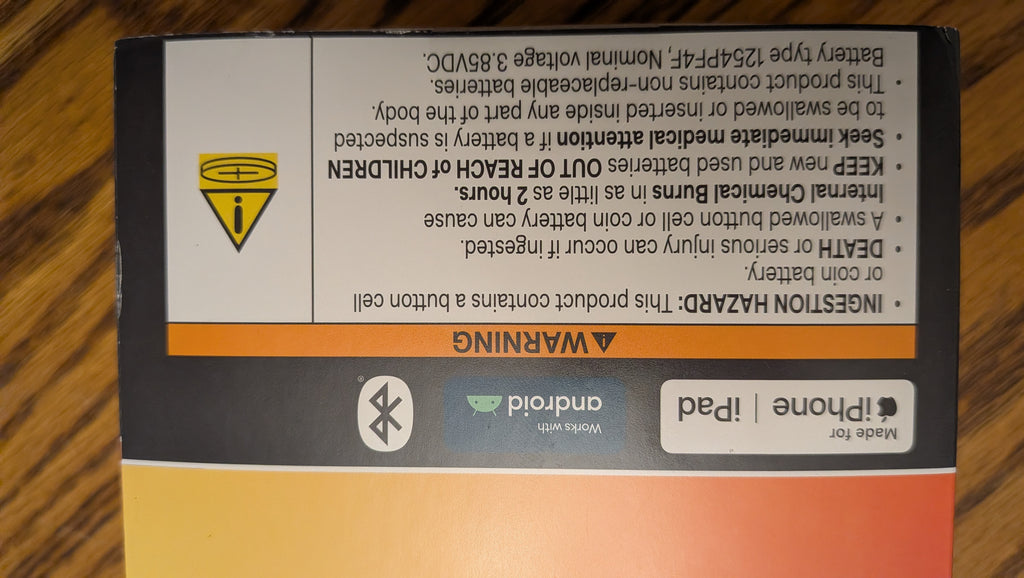 Made for
iPhone | iPad
Works with
android
®
WARNING
• INGESTION HAZARD: This product contains a button cell
or coin battery.
• DEATH or serious injury can occur if ingested.
• A swallowed button cell or coin battery can cause
Internal Chemical Burns in as little as 2 hours.
• KEEP new and used batteries OUT OF REACH of CHILDREN
• Seek immediate medical attention if a battery is suspected
to be swallowed or inserted inside any part of the body.
• This product contains non-replaceable batteries.
Battery type 1254PF4F, Nominal voltage 3.85VDC.